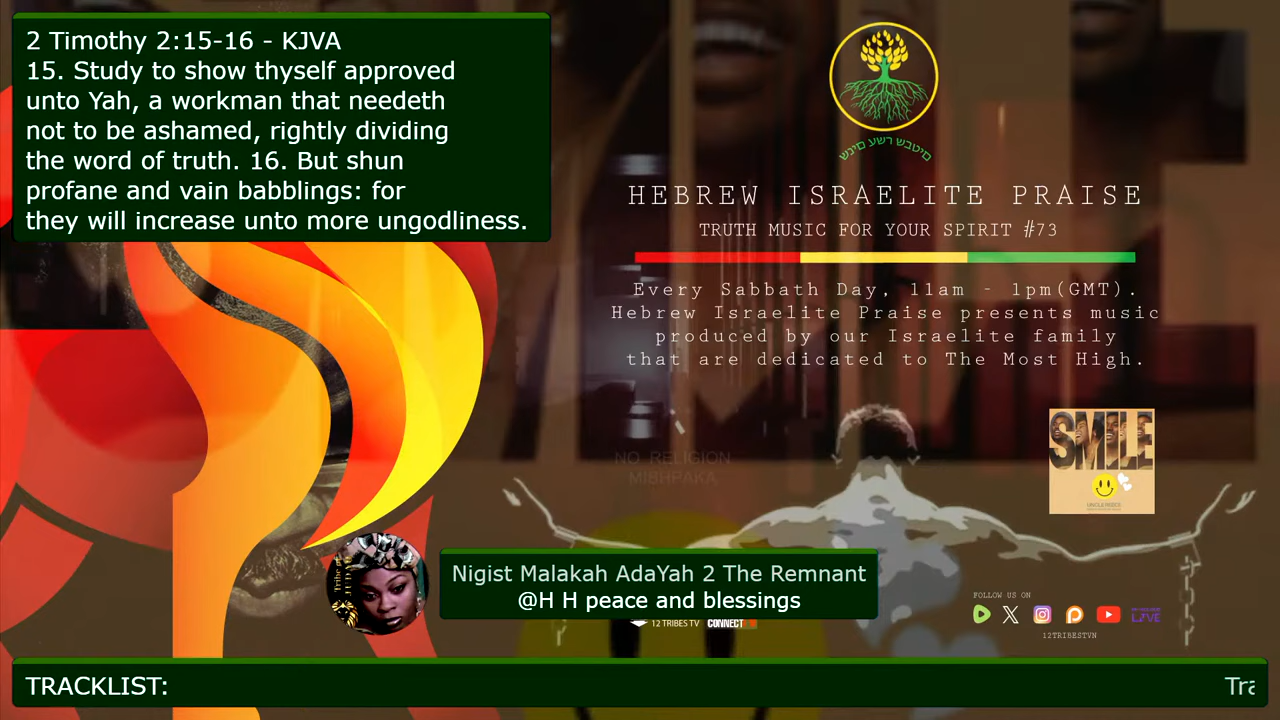 2 Timothy 2:15-16 - KJVA
15. Study to show thyself approved
unto Yah, a workman that needeth
not to be ashamed, rightly dividing
the word of truth. 16. But shun
profane and vain babblings: for
they will increase unto more ungodliness.
שנים עשר שבטים
HEBREW ISRAELITE PRAISE
TRUTH MUSIC FOR YOUR SPIRIT #73
Every Sabbath Day, 11am - 1pm(GMT).
Hebrew Israelite Praise presents music
produced by our Israelite family
that are dedicated to The Most High.
NO RELIGION
MISHPAKA
SMILE
Nigist Malakah AdaYah 2 The Remnant
@H H peace and blessings
12 TRIBES TV CONNECT
FOLLOW US ON
LIVE
12TRIBESTVN
TRACKLIST:
Tra